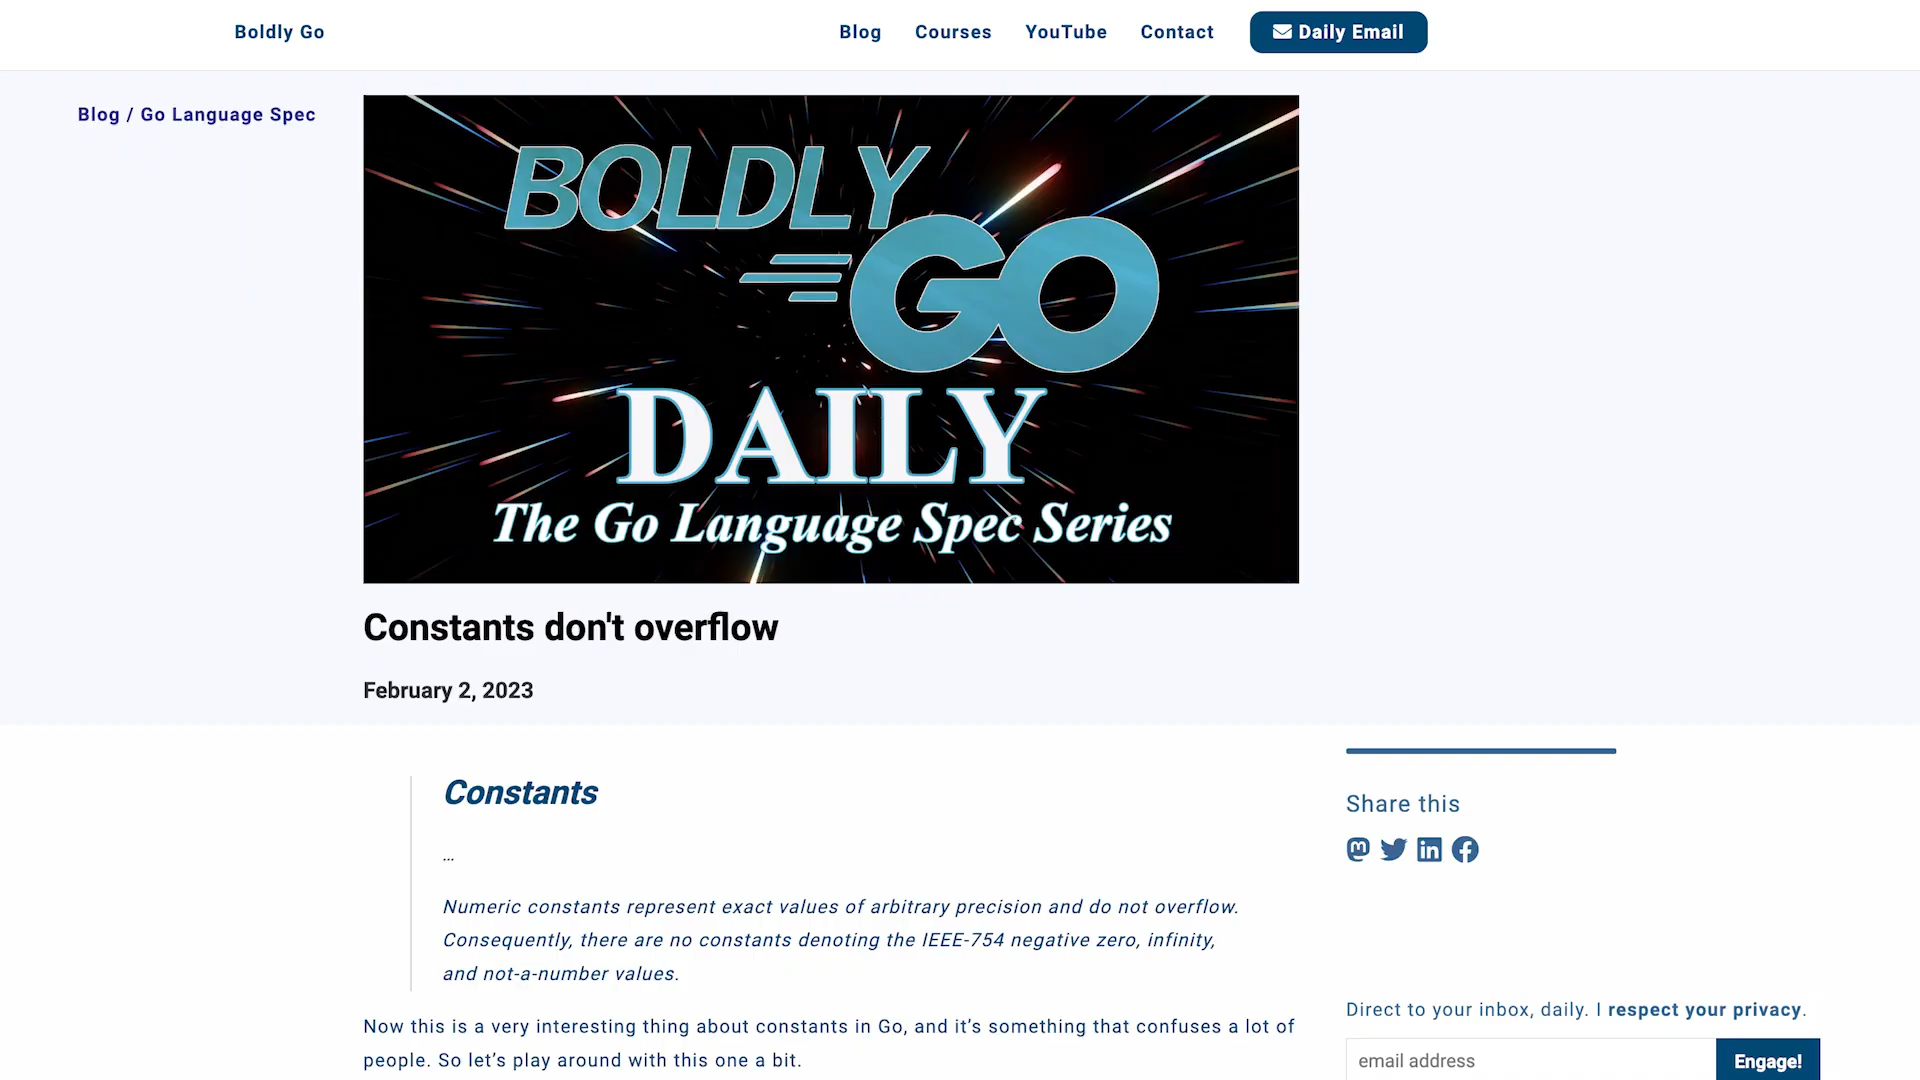 Boldly Go
Blog
Courses
YouTube
Contact
Daily Email
Blog / Go Language Spec
BOLDLY
GO
DAILY
The Go Language Spec Series
Constants don't overflow
February 2, 2023
Constants
...
Numeric constants represent exact values of arbitrary precision and do not overflow.
Consequently, there are no constants denoting the IEEE-754 negative zero, infinity,
and not-a-number values.
Now this is a very interesting thing about constants in Go, and it’s something that confuses a lot of
people. So let’s play around with this one a bit.
Share this
Direct to your inbox, daily. I respect your privacy.
email address
Engage!